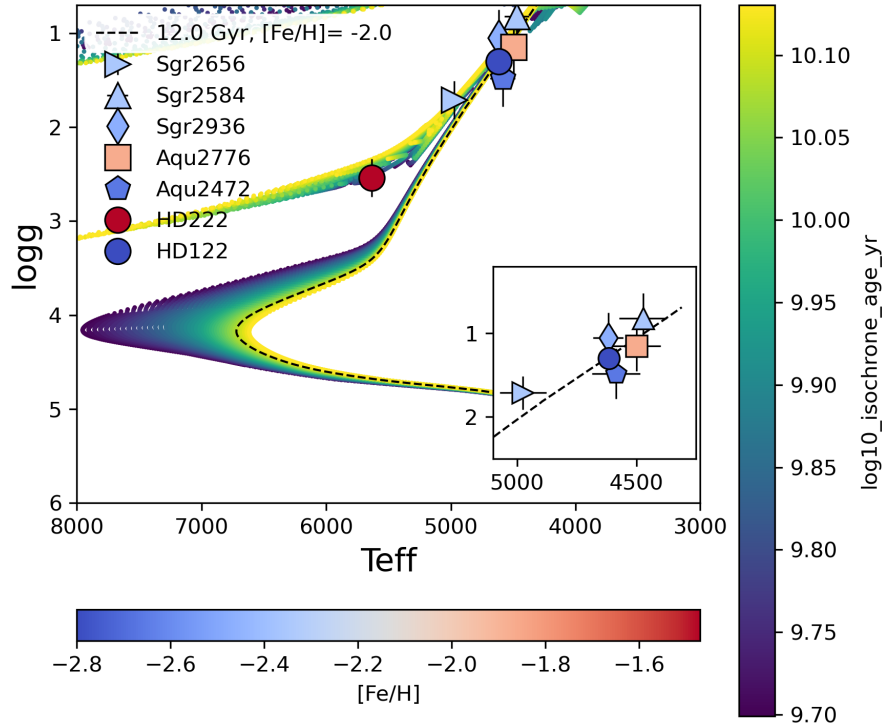 12.0 Gyr, [Fe/H]= -2.0
Sgr2656
Sgr2584
Sgr2936
Aqu2776
Aqu2472
HD222
HD122
1
2
3
4
5
6
logg
8000 7000 6000 5000 4000 3000
Teff
1
2
5000 4500
−2.8 −2.6 −2.4 −2.2 −2.0 −1.8 −1.6
[Fe/H]
10.10
10.05
10.00
9.95
9.90
9.85
9.80
9.75
9.70
log10_isochrone_age_yr